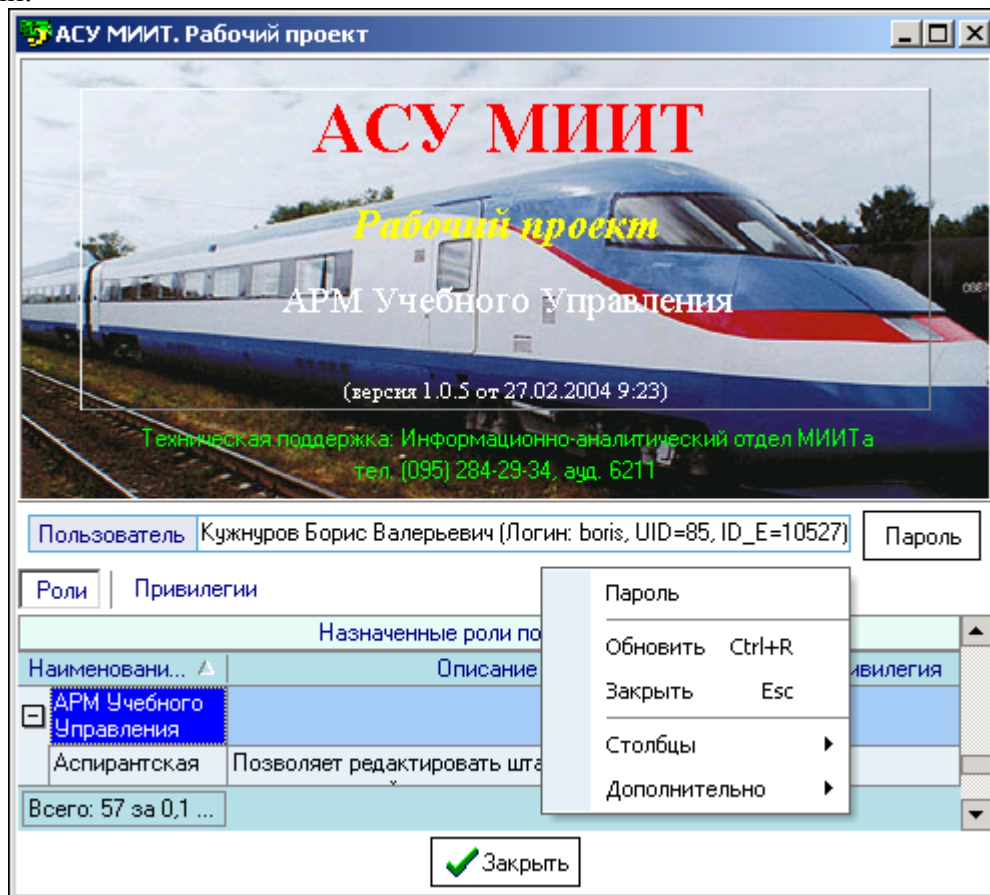 АСУ МИИТ. Рабочий проект
АСУ МИИТ
Рабочий проект
АРМ Учебного Управления
(версия 1.0.5 от 27.02.2004 9:23)
Техническая поддержка: Информационно-аналитический отдел МИИТа
тел. (095) 284-29-34, ауд. 6211
Пользователь Кужнуров Борис Валерьевич (Логин: boris, UID=85, ID_E=10527) Пароль
Роли Привилегии
Пароль
Назначенные роли по
Обновить Ctrl+R
Наименовани... Описание ивилегия
Закрыть Esc
АРМ Учебного
Управления
Столбцы
Аспирантская Позволяет редактировать шта
Дополнительно
Всего: 57 за 0,1 ...
Закрыть